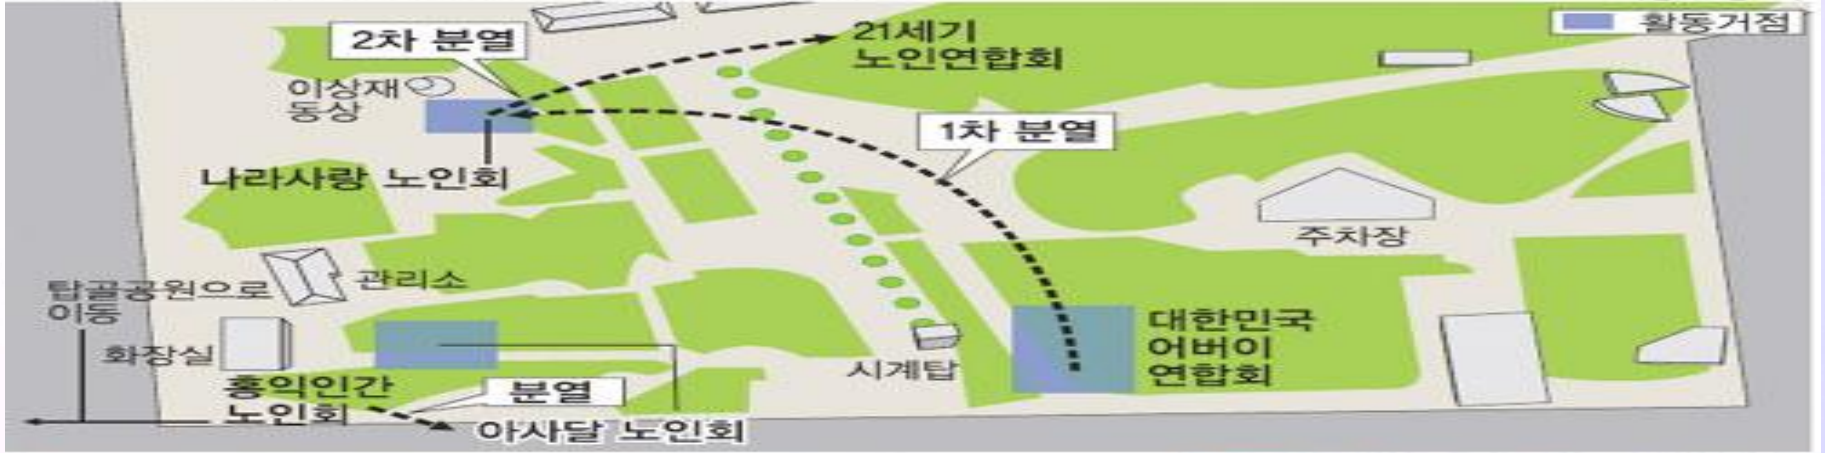 활동거점
21세기
노인연합회
2차 분열
이상재
동상
1차 분열
나라사랑 노인회
주차장
관리소
탑골공원으로
이동
화장실
대한민국
어버이
연합회
시계탑
홍익인간
노인회
분열
아사달 노인회